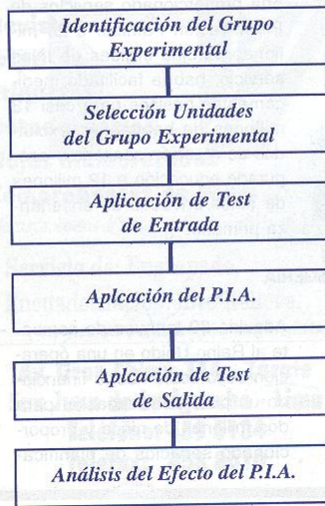 Identificación del Grupo
Experimental
Selección Unidades
del Grupo Experimental
Aplicación de Test
de Entrada
Aplcación del P.I.A.
Aplcación de Test
de Salida
Análisis del Efecto del P.I.A.